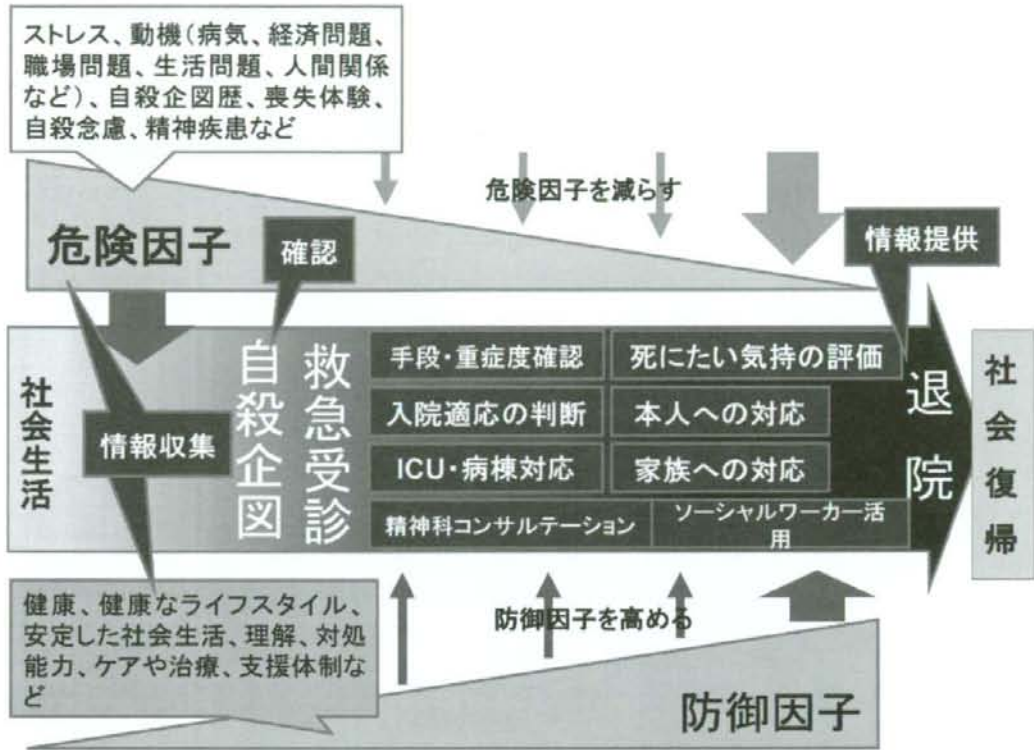 ストレス、動機(病気、経済問題、
職場問題、生活問題、人間関係
など)、自殺企図歴、喪失体験、
自殺念慮、精神疾患など
危険因子を減らす
危険因子
確認
情報提供
社会生活
情報収集
自殺企図
救急受診
手段・重症度確認
死にたい気持の評価
入院適応の判断
本人への対応
ICU・病棟対応
家族への対応
精神科コンサルテーション
ソーシャルワーカー活
用
退院
社会復帰
健康、健康なライフスタイル、
安定した社会生活、理解、対処
能力、ケアや治療、支援体制な
ど
防御因子を高める
防御因子